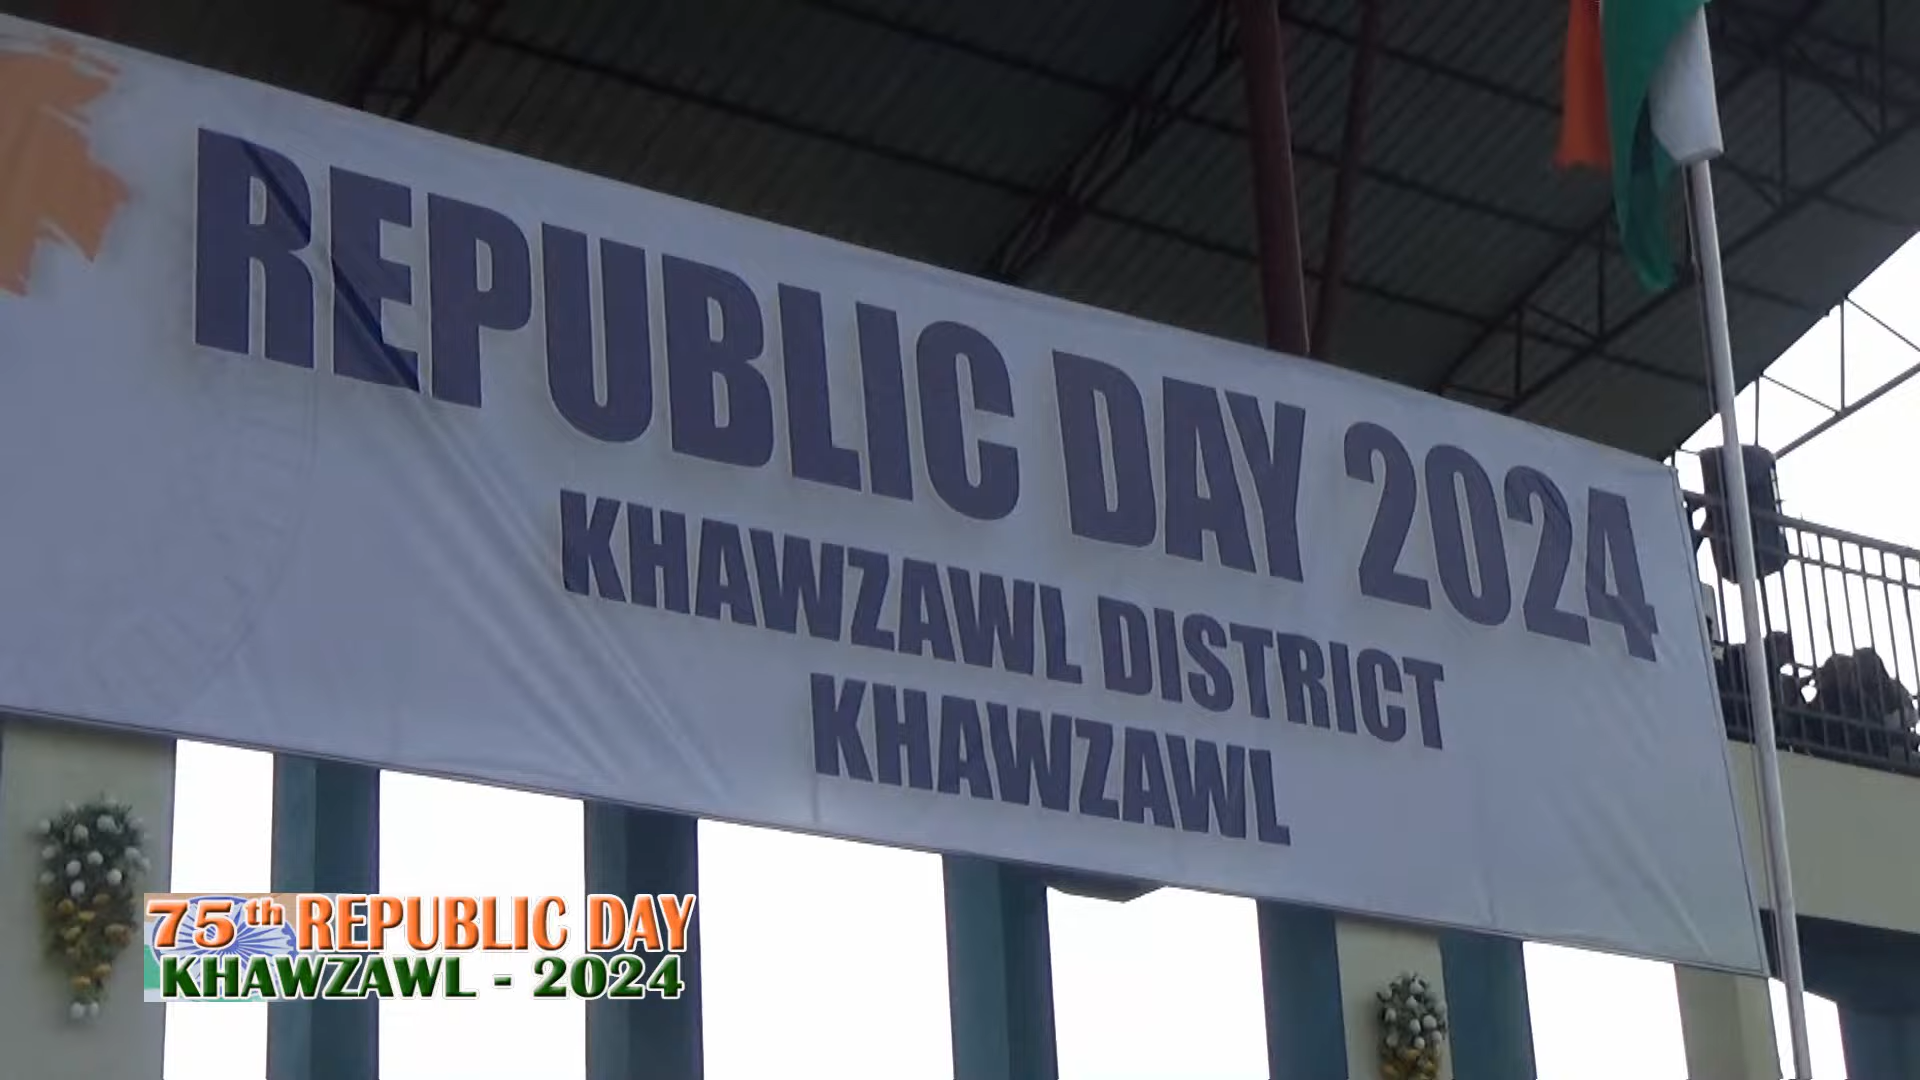 REPUBLIC DAY 2024
KHAWZAWL DISTRICT
KHAWZAWL
75th REPUBLIC DAY
KHAWZAWL - 2024